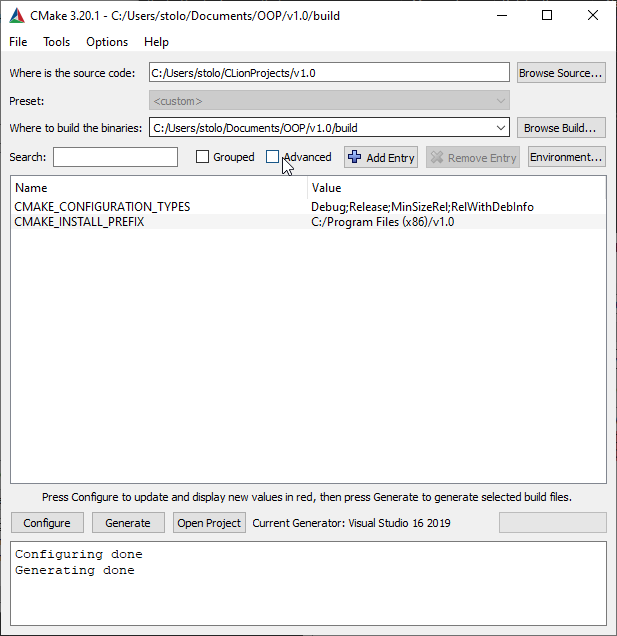 CMake 3.20.1 - C:/Users/stolo/Documents/OOP/v1.0/build
File Tools Options Help
Where is the source code: C:/Users/stolo/CLionProjects/v1.0 Browse Source...
Preset: <custom>
Where to build the binaries: C:/Users/stolo/Documents/OOP/v1.0/build Browse Build...
Search: Grouped Advanced Add Entry Remove Entry Environment...
Name Value
CMAKE_CONFIGURATION_TYPES Debug;Release;MinSizeRel;RelWithDebInfo
CMAKE_INSTALL_PREFIX C:/Program Files (x86)/v1.0
Press Configure to update and display new values in red, then press Generate to generate selected build files.
Configure Generate Open Project Current Generator: Visual Studio 16 2019
Configuring done
Generating done